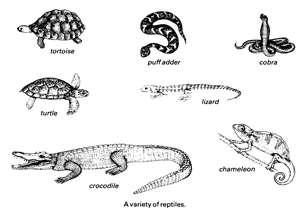 tortoise
puff adder
cobra
turtle
lizard
crocodile
chameleon
A variety of reptiles.